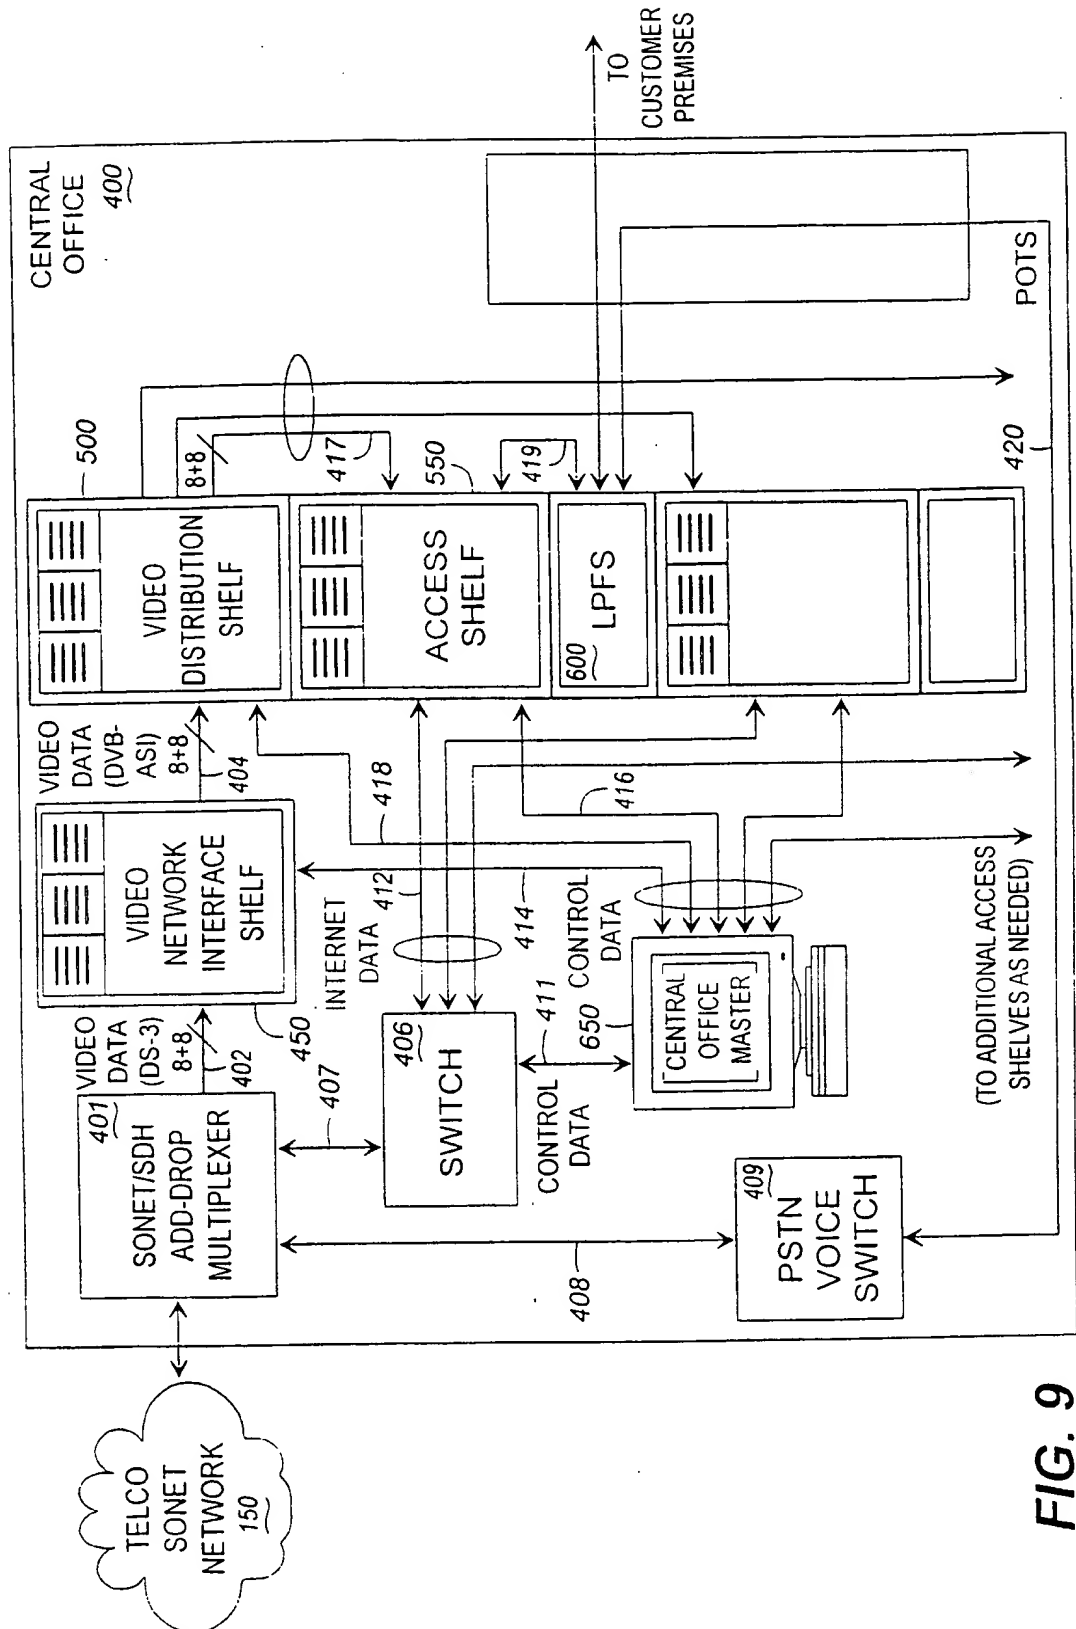 CENTRAL
OFFICE
400
TELCO
SONET
NETWORK
150
401
SONET/SDH
ADD-DROP
MULTIPLEXER
VIDEO DATA
(DS-3)
8+8
402
450
VIDEO
NETWORK
INTERFACE
SHELF
VIDEO
DATA
(DVB-
ASI)
8+8
404
500
VIDEO
DISTRIBUTION
SHELF
8+8
417
550
ACCESS
SHELF
419
600
LPFS
TO
CUSTOMER
PREMISES
407
406
SWITCH
INTERNET
DATA
412
418
414
416
CONTROL
DATA
411
CONTROL
DATA
650
CENTRAL
OFFICE
MASTER
408
409
PSTN
VOICE
SWITCH
(TO ADDITIONAL ACCESS
SHELVES AS NEEDED)
420
POTS
FIG. 9